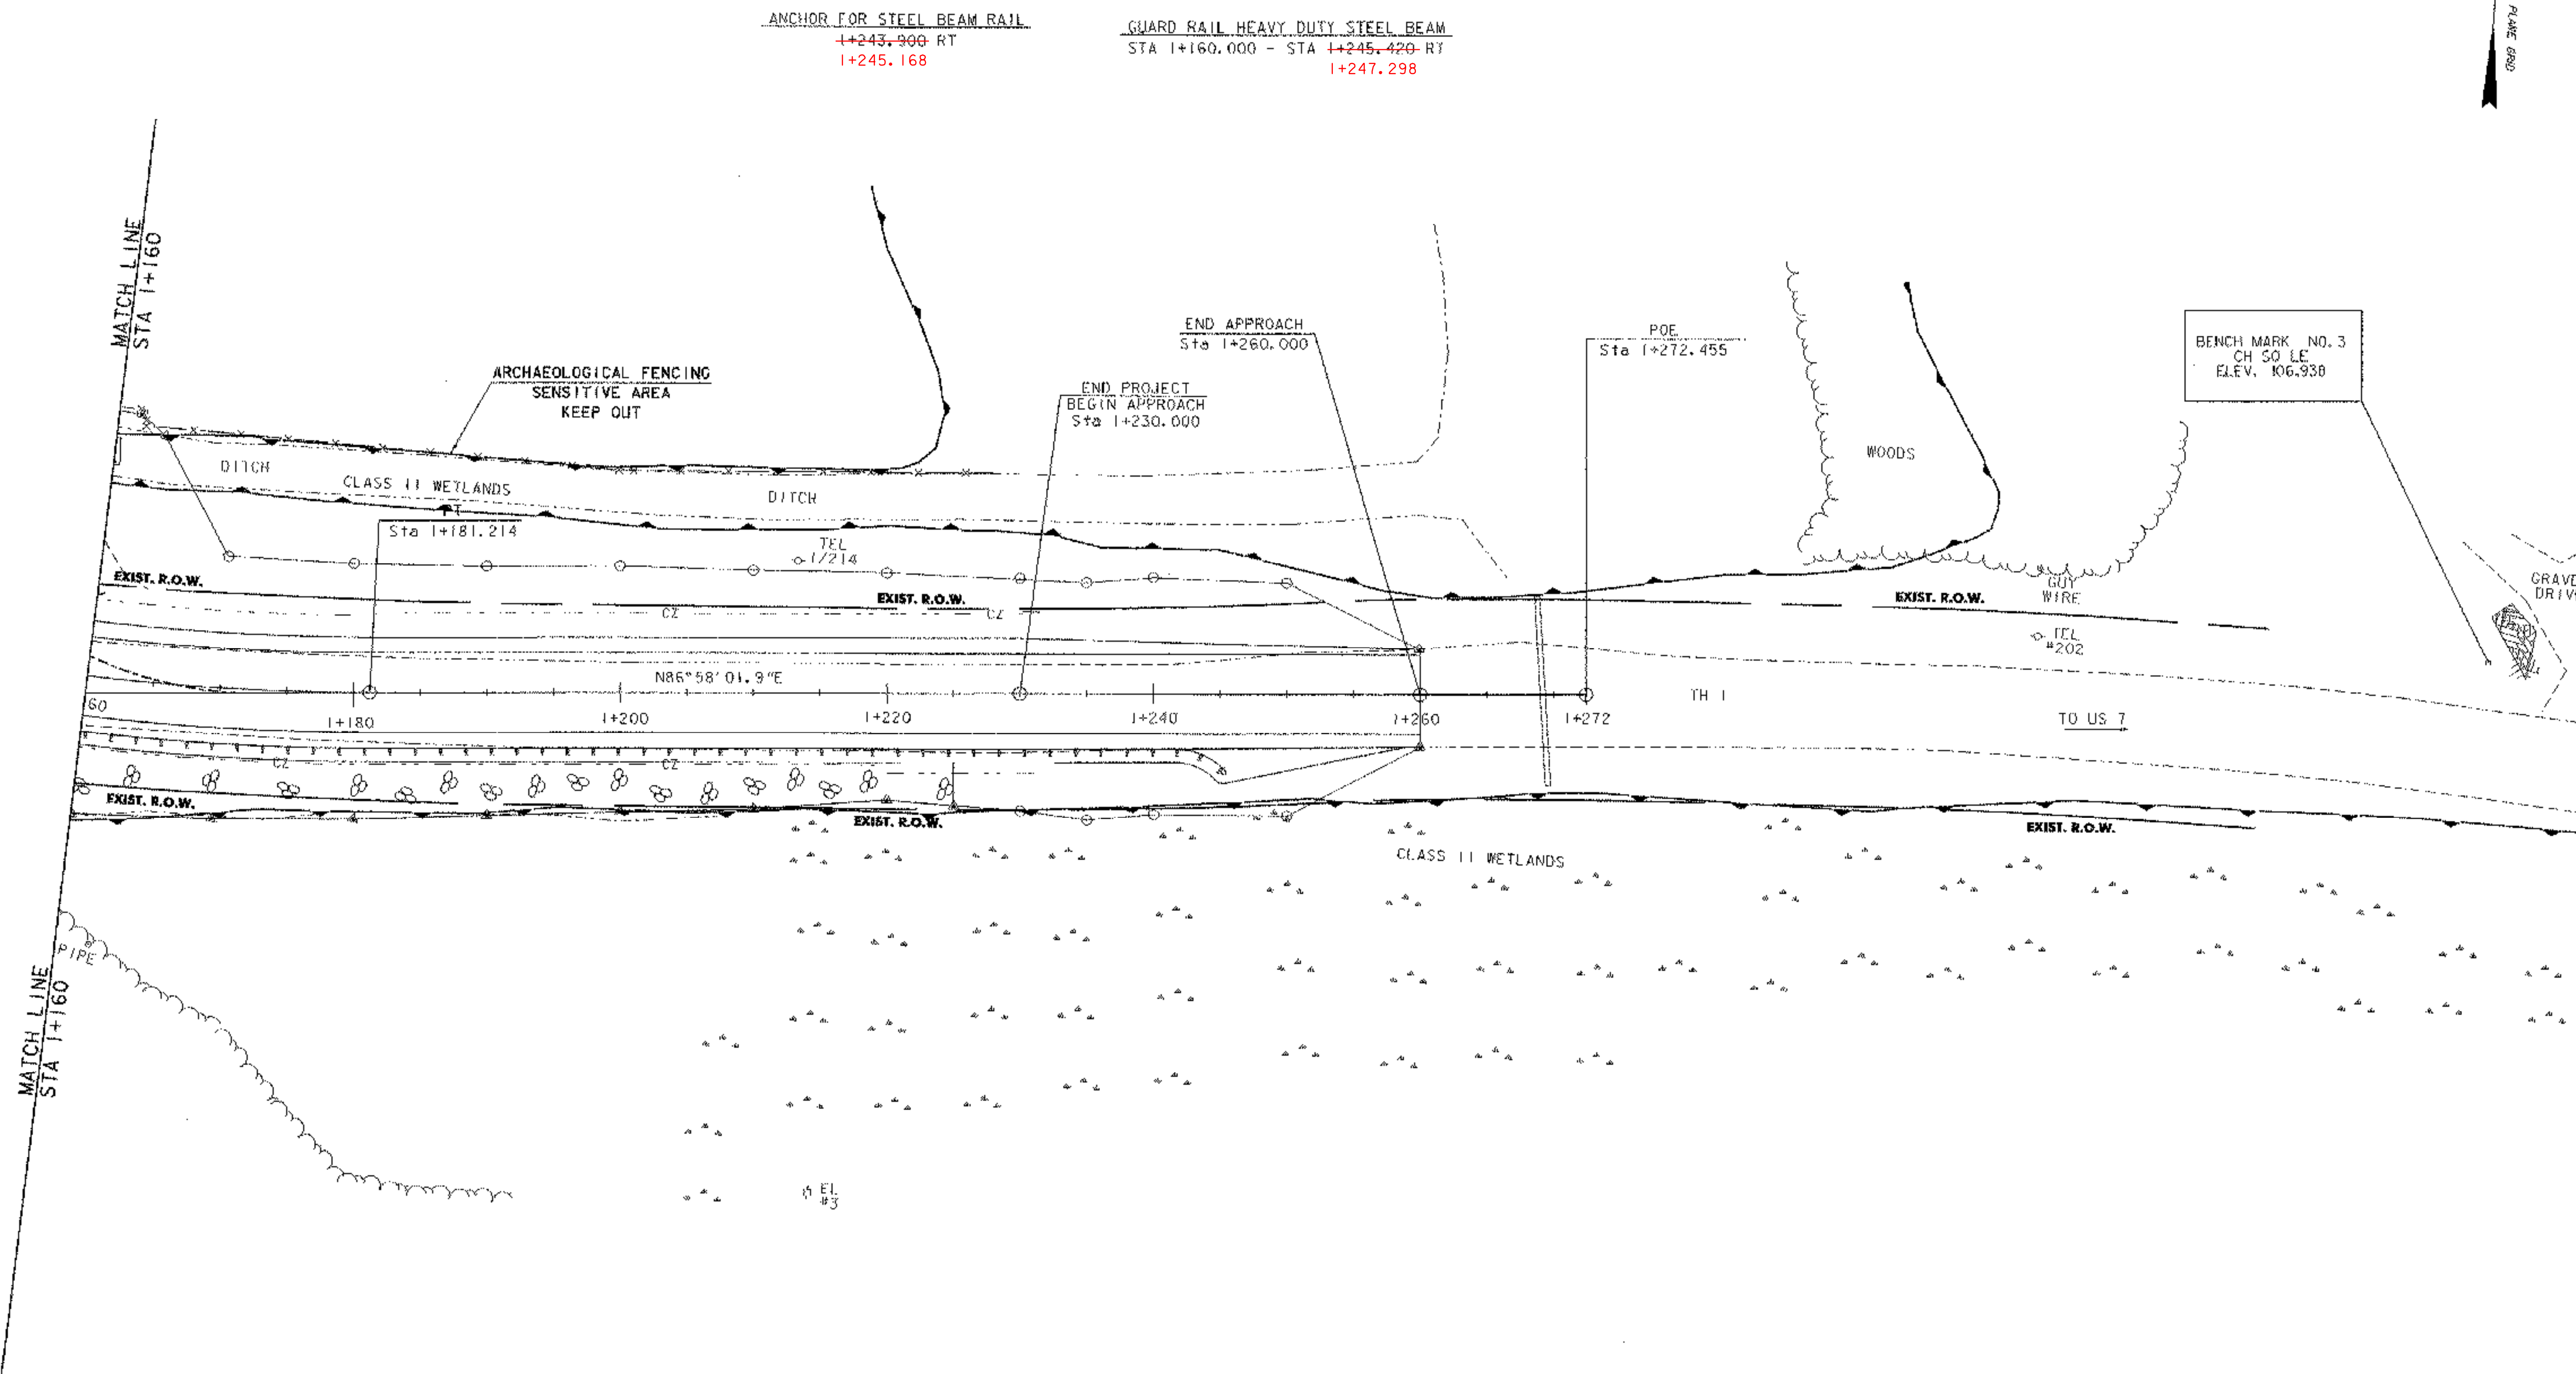 ANCHOR FOR STEEL BEAM RAIL
1+243.900 RT
1+245.168
GUARD RAIL HEAVY DUTY STEEL BEAM
STA 1+160.000 - STA 1+245.420 RT
1+247.298
PLANE GRID
MATCH LINE
STA 1+160
ARCHAEOLOGICAL FENCING
SENSITIVE AREA
KEEP OUT
END APPROACH
Sta 1+260.000
END PROJECT
BEGIN APPROACH
Sta 1+230.000
POE
Sta 1+272.455
BENCH MARK NO. 3
ELEV. 106.938
WOODS
DITCH
CLASS II WETLANDS
DITCH
PT
Sta 1+181.214
TEL
1/214
EXIST. R.O.W.
EXIST. R.O.W.
EXIST. R.O.W.
CZ
CZ
GUY
WIRE
GRAVE
DRIV
TEL
#202
N86°58'01.9"E
TH 1
60
1+180
1+200
1+220
1+240
1+260
1+272
TO US 7
CZ
CZ
EXIST. R.O.W.
EXIST. R.O.W.
EXIST. R.O.W.
CLASS II WETLANDS
PIPE
MATCH LINE
STA 1+160
EL
#3